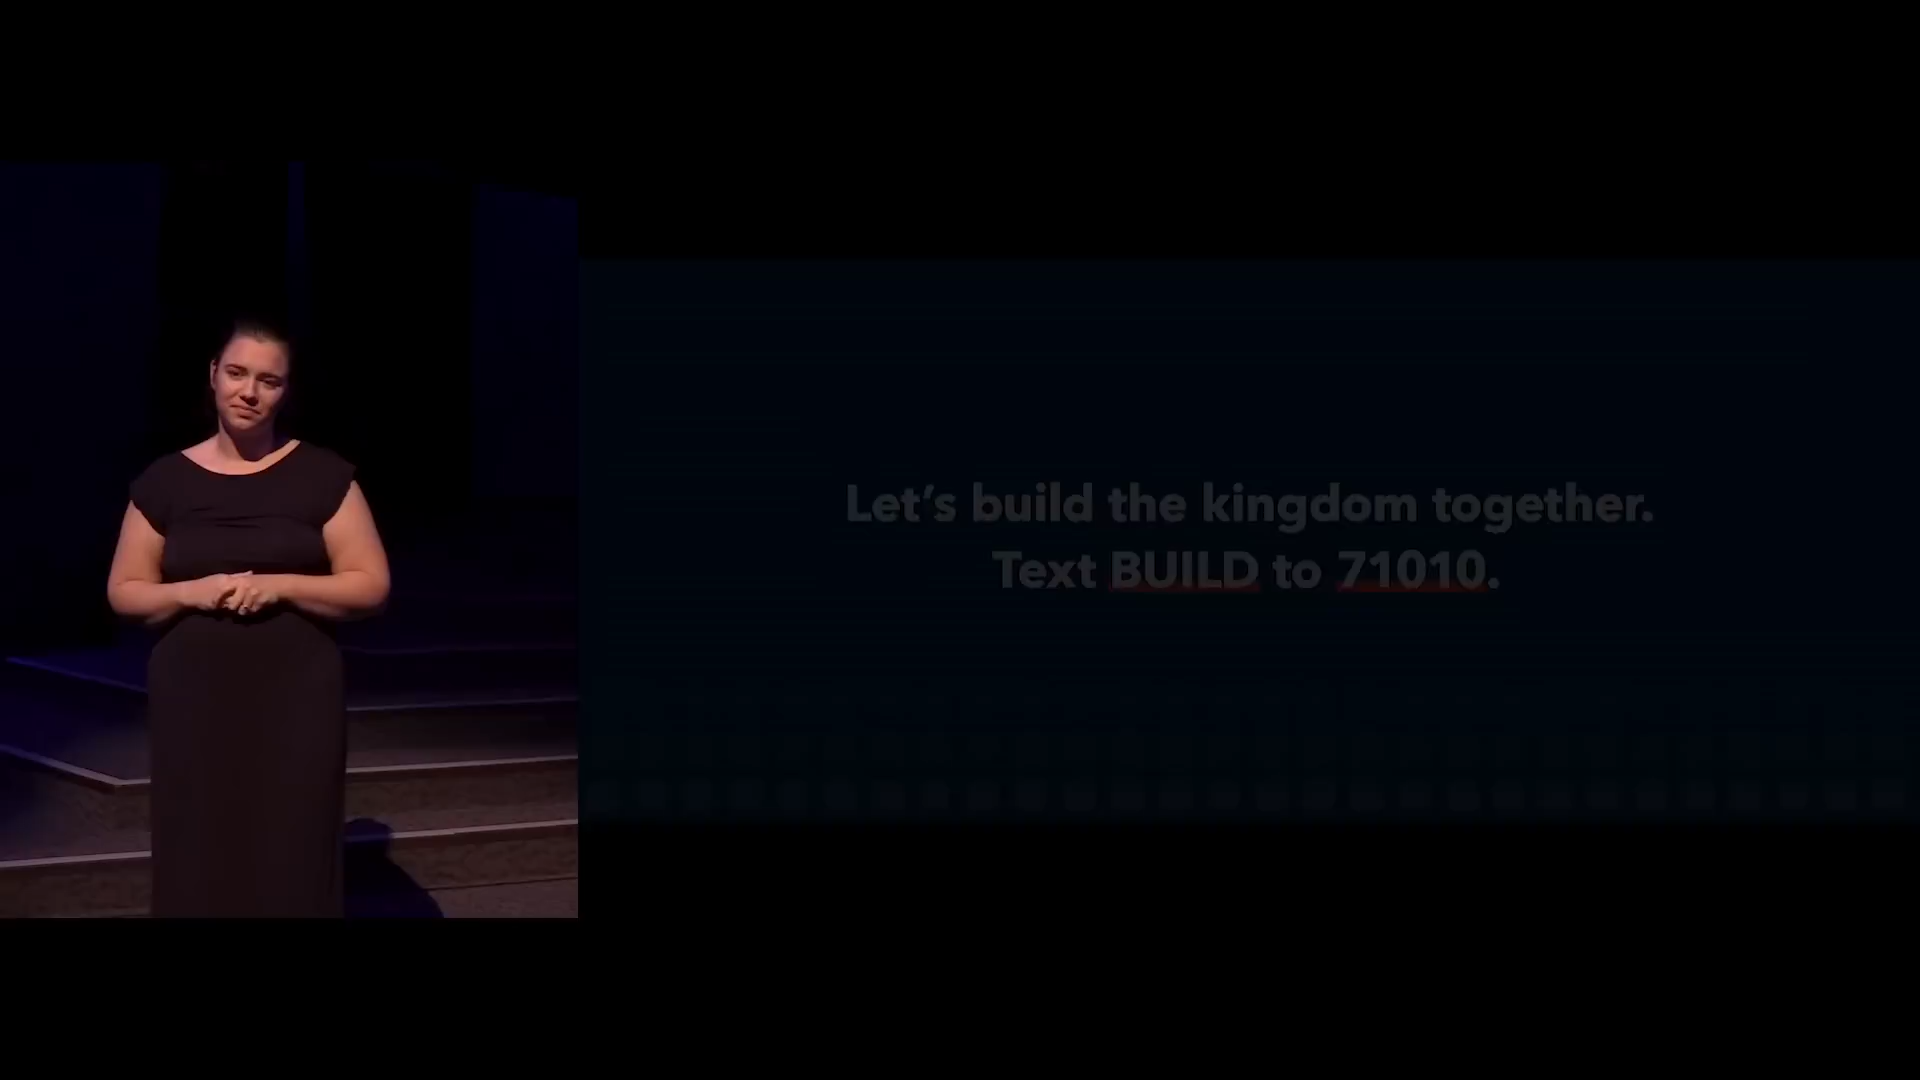 Let’s build the kingdom together.
Text BUILD to 71010.